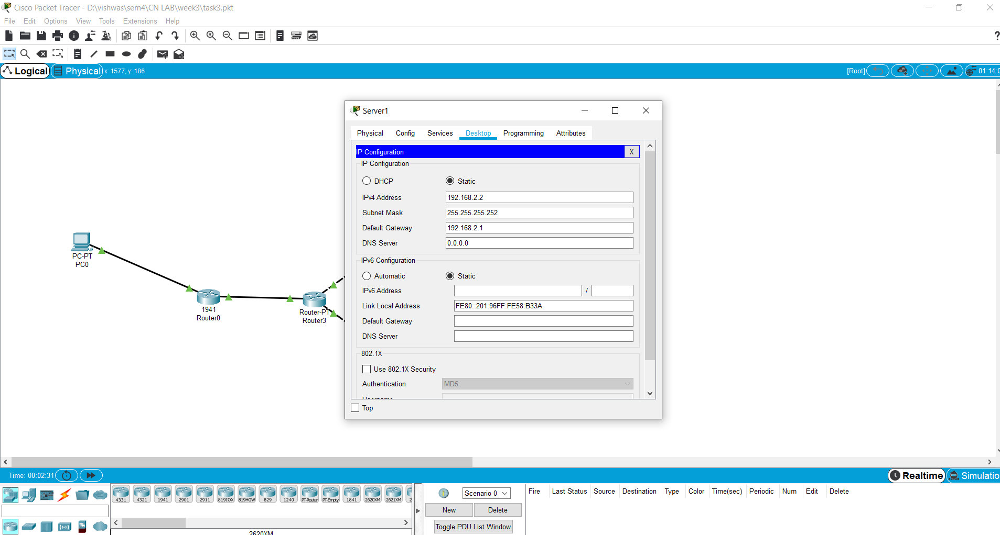 Cisco Packet Tracer - D:\vishwas\sem4\CN LAB\week3\task3.pkt
File Edit Options View Tools Extensions Help
?
Logical Physical x: 1577, y: 186 [Root] 01:14:0
Server1
Physical Config Services Desktop Programming Attributes
IP Configuration X
IP Configuration
DHCP Static
IPv4 Address 192.168.2.2
Subnet Mask 255.255.255.252
Default Gateway 192.168.2.1
DNS Server 0.0.0.0
IPv6 Configuration
Automatic Static
IPv6 Address /
Link Local Address FE80::201:96FF:FE58:B33A
Default Gateway
DNS Server
802.1X
Use 802.1X Security
Authentication MD5
Top
PC-PT
PC0
1941
Router0
Router-PT
Router3
Time: 00:02:31 Realtime Simulatio
4331 4321 1941 2901 2911 819IOX 819HGW 829 1240 PT-Router PT-Empty 1841 2620XM 2621XM 2
2620XM
Scenario 0
New Delete
Toggle PDU List Window
Fire Last Status Source Destination Type Color Time(sec) Periodic Num Edit Delete